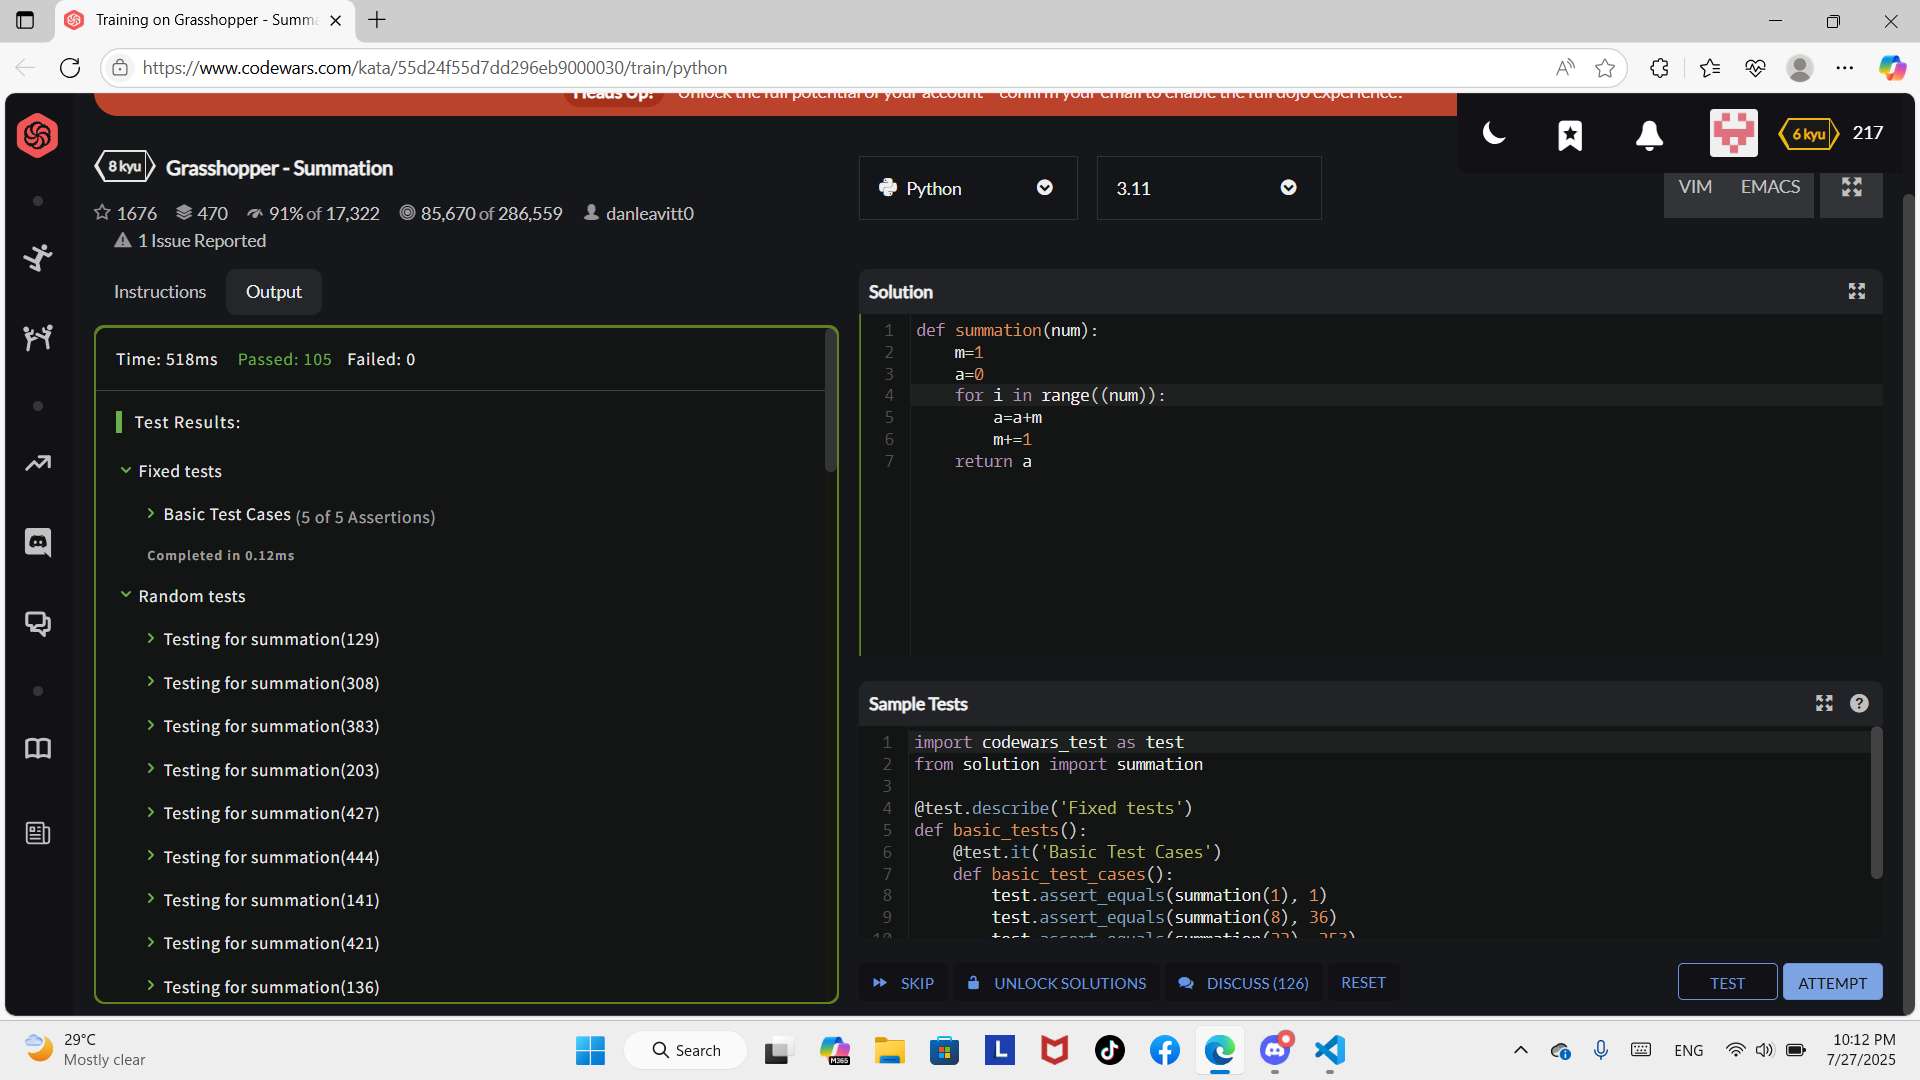 Training on Grasshopper - Summa
https://www.codewars.com/kata/55d24f55d7dd296eb9000030/train/python
Heads Up! Unlock the full potential of your account - confirm your email to enable the full dojo experience.
6 kyu 217
8 kyu Grasshopper - Summation
1676 470 91% of 17,322 85,670 of 286,559 danleavitt0
1 Issue Reported
Python 3.11
VIM EMACS
Instructions Output
Time: 518ms Passed: 105 Failed: 0
Test Results:
Fixed tests
Basic Test Cases (5 of 5 Assertions)
Completed in 0.12ms
Random tests
Testing for summation(129)
Testing for summation(308)
Testing for summation(383)
Testing for summation(203)
Testing for summation(427)
Testing for summation(444)
Testing for summation(141)
Testing for summation(421)
Testing for summation(136)
Solution
1 def summation(num):
2     m=1
3     a=0
4     for i in range((num)):
5         a=a+m
6         m+=1
7     return a
Sample Tests
1 import codewars_test as test
2 from solution import summation
3
4 @test.describe('Fixed tests')
5 def basic_tests():
6     @test.it('Basic Test Cases')
7     def basic_test_cases():
8         test.assert_equals(summation(1), 1)
9         test.assert_equals(summation(8), 36)
10         test.assert_equals(summation(22), 253)
SKIP UNLOCK SOLUTIONS DISCUSS (126) RESET TEST ATTEMPT
29°C
Mostly clear
Search
M365
L
ENG
10:12 PM
7/27/2025